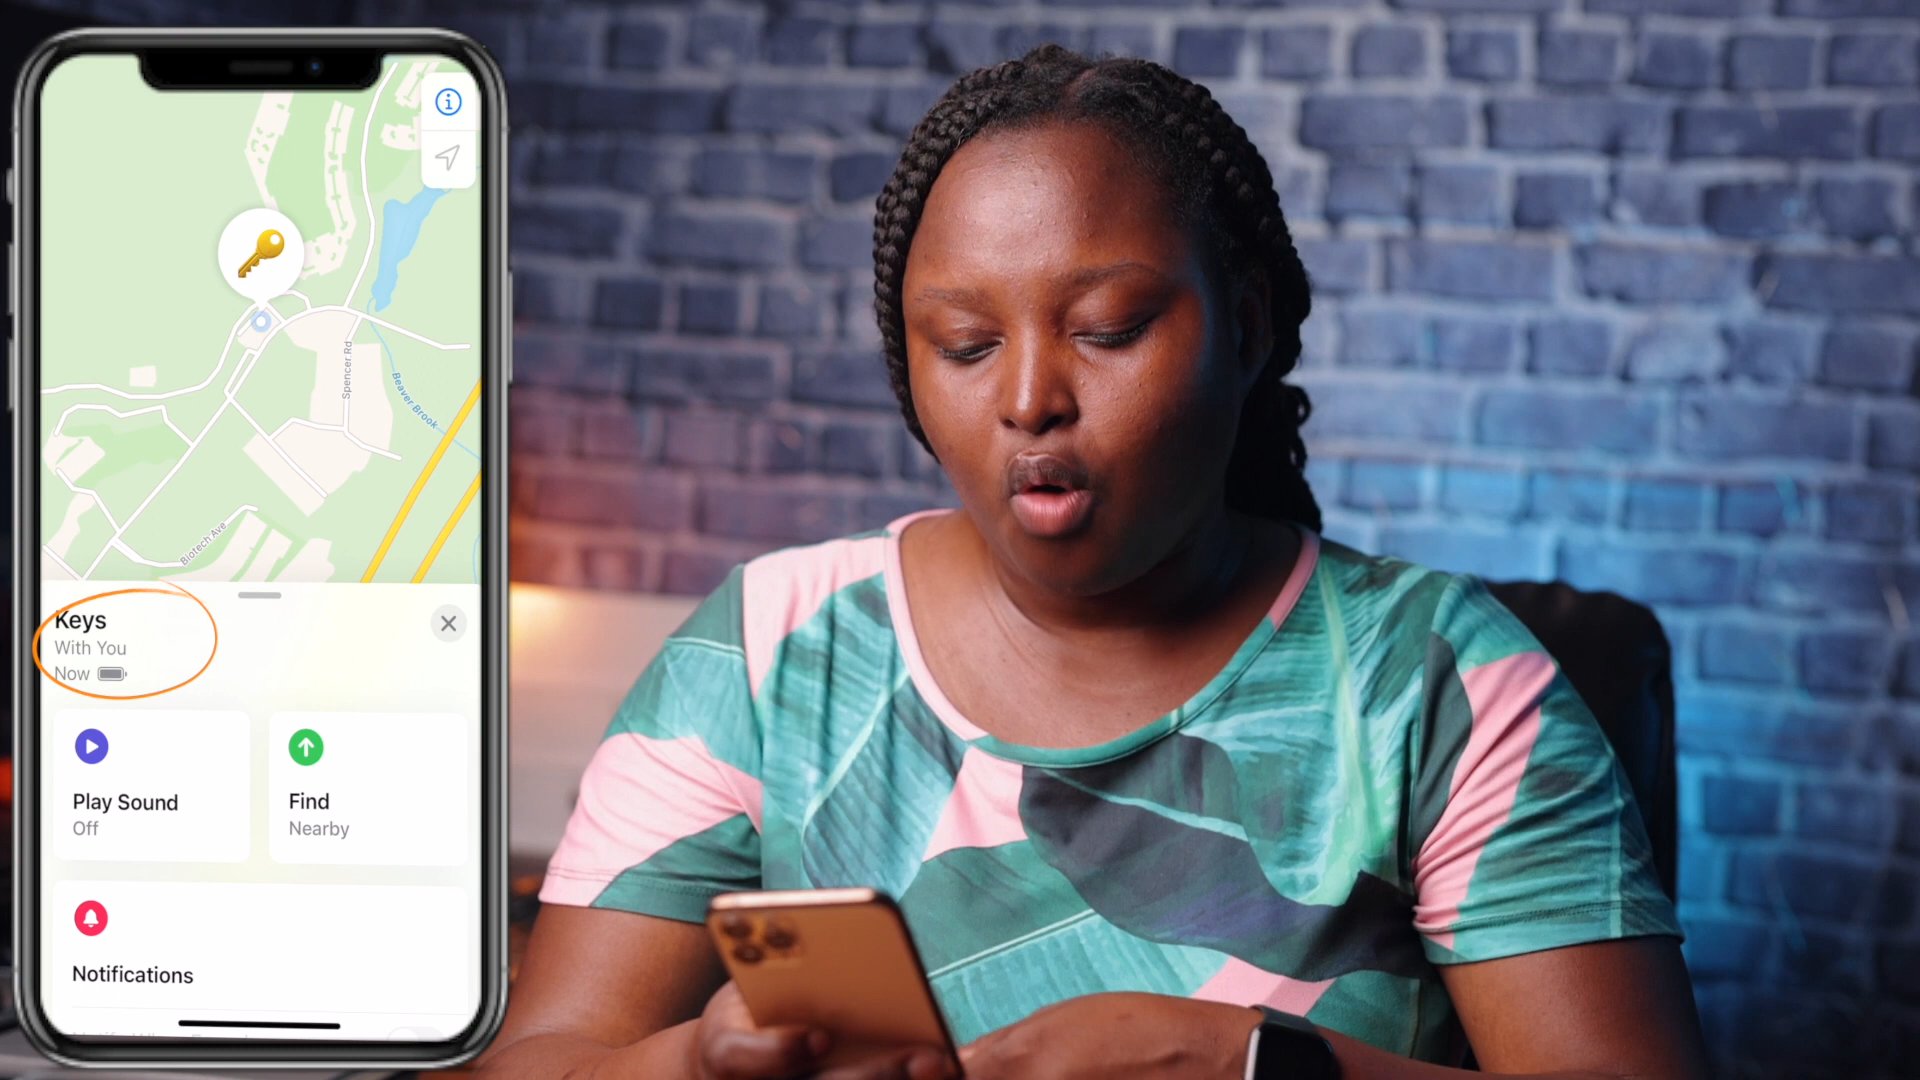 Spencer Rd
Beaver Brook
Biotech Ave
Keys
With You
Now
Play Sound
Off
Find
Nearby
Notifications